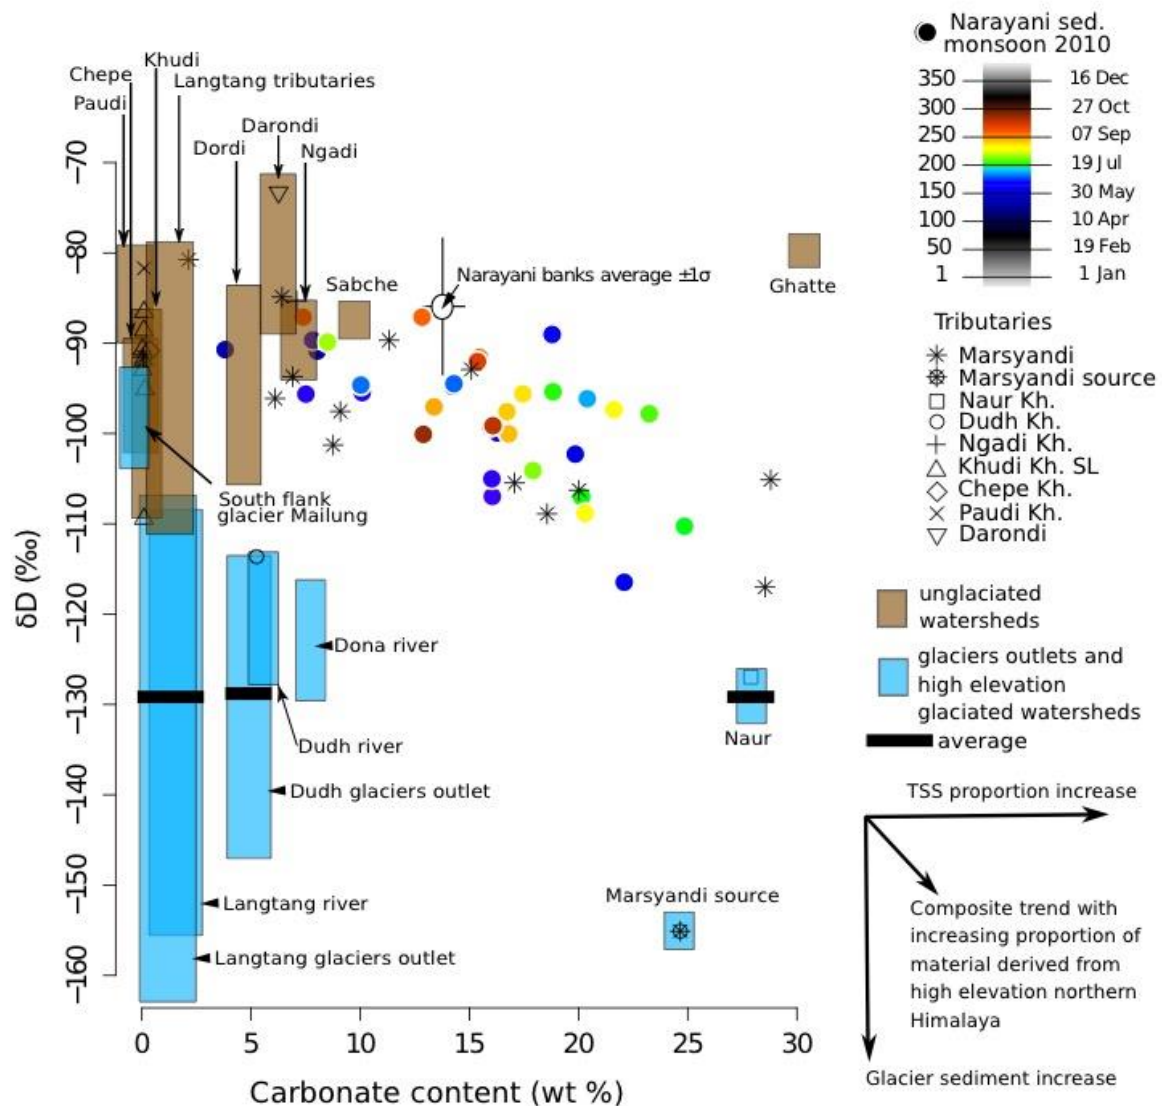 Khudi
Chepe
Langtang tributaries
Paudi
Darondi
Dordi
Ngadi
Sabche
Narayani banks average ±1σ
Ghatte
South flank
glacier Mailung
Dona river
Dudh river
Naur
Dudh glaciers outlet
Marsyandi source
Langtang river
Langtang glaciers outlet
δD (‰)
−70
−80
−90
−100
−110
−120
−130
−140
−150
−160
0 5 10 15 20 25 30
Carbonate content (wt %)
Narayani sed.
monsoon 2010
350 16 Dec
300 27 Oct
250 07 Sep
200 19 Jul
150 30 May
100 10 Apr
50 19 Feb
1 1 Jan
Tributaries
Marsyandi
Marsyandi source
Naur Kh.
Dudh Kh.
Ngadi Kh.
Khudi Kh. SL
Chepe Kh.
Paudi Kh.
Darondi
unglaciated
watersheds
glaciers outlets and
high elevation
glaciated watersheds
average
TSS proportion increase
Composite trend with
increasing proportion of
material derived from
high elevation northern
Himalaya
Glacier sediment increase